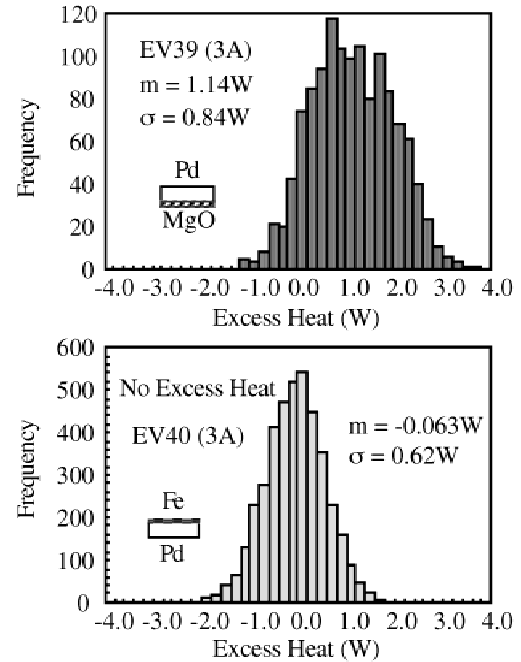 120
EV39 (3A)
100
m = 1.14W
80
σ = 0.84W
Frequency
60
Pd
40
MgO
20
0
-4.0 -3.0 -2.0 -1.0 0.0 1.0 2.0 3.0 4.0
Excess Heat (W)
600
500
No Excess Heat
400
EV40 (3A)
m = -0.063W
σ = 0.62W
Frequency
300
Fe
200
Pd
100
0
-4.0 -3.0 -2.0 -1.0 0.0 1.0 2.0 3.0 4.0
Excess Heat (W)